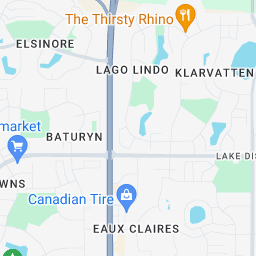 The Thirsty Rhino
ELSINORE
LAGO LINDO
KLARVATTEN
market
BATURYN
LAKE DIS
WNS
Canadian Tire
EAUX CLAIRES